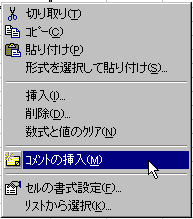 切り取り(T)
コピー(C)
貼り付け(P)
形式を選択して貼り付け(S)...
挿入(I)...
削除(D)...
数式と値のクリア(N)
コメントの挿入(M)
セルの書式設定(F)...
リストから選択(K)...